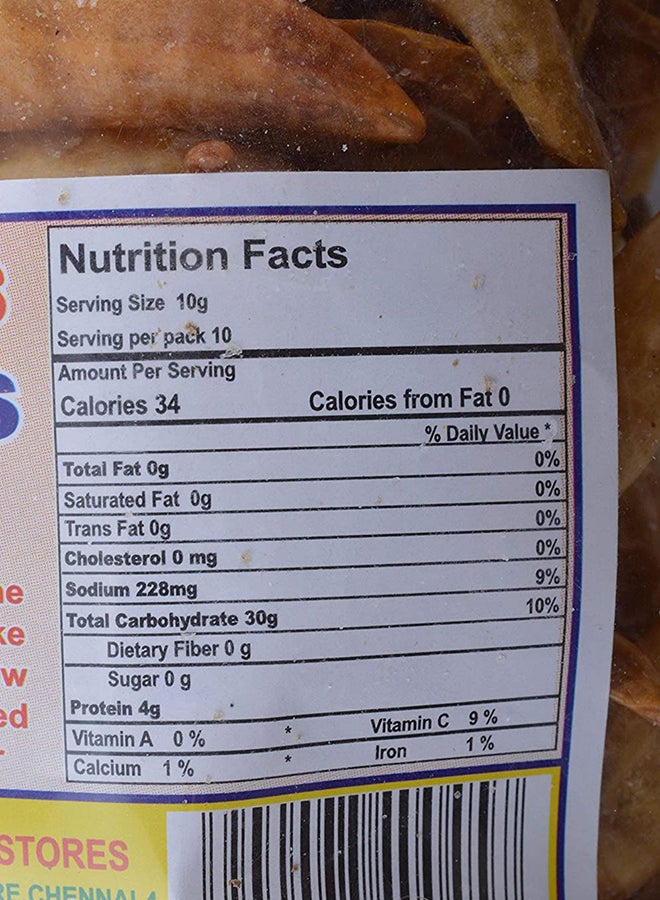 Nutrition Facts
Serving Size 10g
Serving per pack 10
Amount Per Serving
Calories 34 Calories from Fat 0
% Daily Value *
Total Fat 0g 0%
Saturated Fat 0g 0%
Trans Fat 0g 0%
Cholesterol 0 mg 0%
Sodium 228mg 9%
Total Carbohydrate 30g 10%
Dietary Fiber 0 g
Sugar 0 g
Protein 4g
Vitamin A 0 % * Vitamin C 9 %
Calcium 1 % * Iron 1 %
STORES
CHENNAI